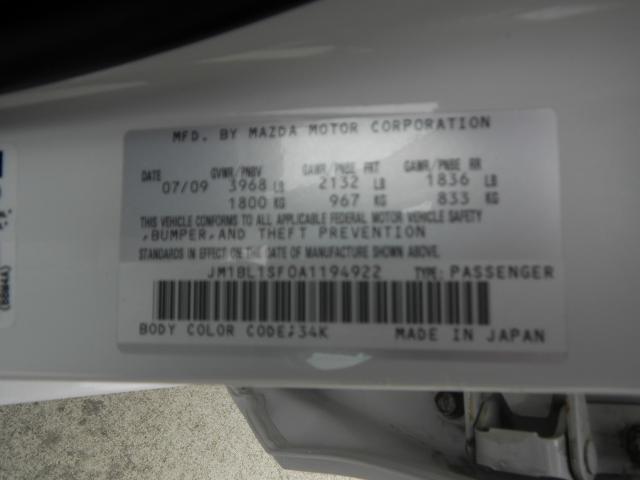 MFD. BY MAZDA MOTOR CORPORATION
DATE GVWR/PNBV GAWR/PNBE FRT GAWR/PNBE RR
07/09 3968 LB 2132 LB 1836 LB
1800 KG 967 KG 833 KG
THIS VEHICLE CONFORMS TO ALL APPLICABLE FEDERAL MOTOR VEHICLE SAFETY
,BUMPER,AND THEFT PREVENTION
STANDARDS IN EFFECT ON THE DATE OF MANUFACTURE SHOWN ABOVE.
JM1BL1SF0A1194922 TYPE: PASSENGER
BODY COLOR CODE:34K MADE IN JAPAN